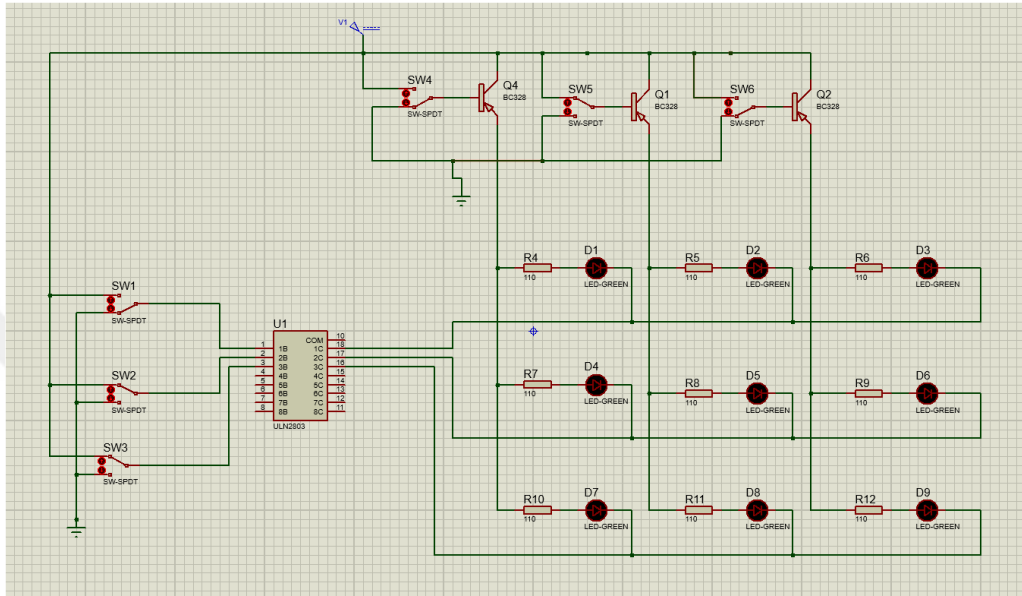 V1
SW4
SW-SPDT
Q4
BC328
SW5
SW-SPDT
Q1
BC328
SW6
SW-SPDT
Q2
BC328
R4
110
D1
LED-GREEN
R5
110
D2
LED-GREEN
R6
110
D3
LED-GREEN
SW1
SW-SPDT
SW2
SW-SPDT
SW3
SW-SPDT
U1
COM 10
1 1B 1C 18
2 2B 2C 17
3 3B 3C 16
4 4B 4C 15
5 5B 5C 14
6 6B 6C 13
7 7B 7C 12
8 8B 8C 11
ULN2803
R7
110
D4
LED-GREEN
R8
110
D5
LED-GREEN
R9
110
D6
LED-GREEN
R10
110
D7
LED-GREEN
R11
110
D8
LED-GREEN
R12
110
D9
LED-GREEN